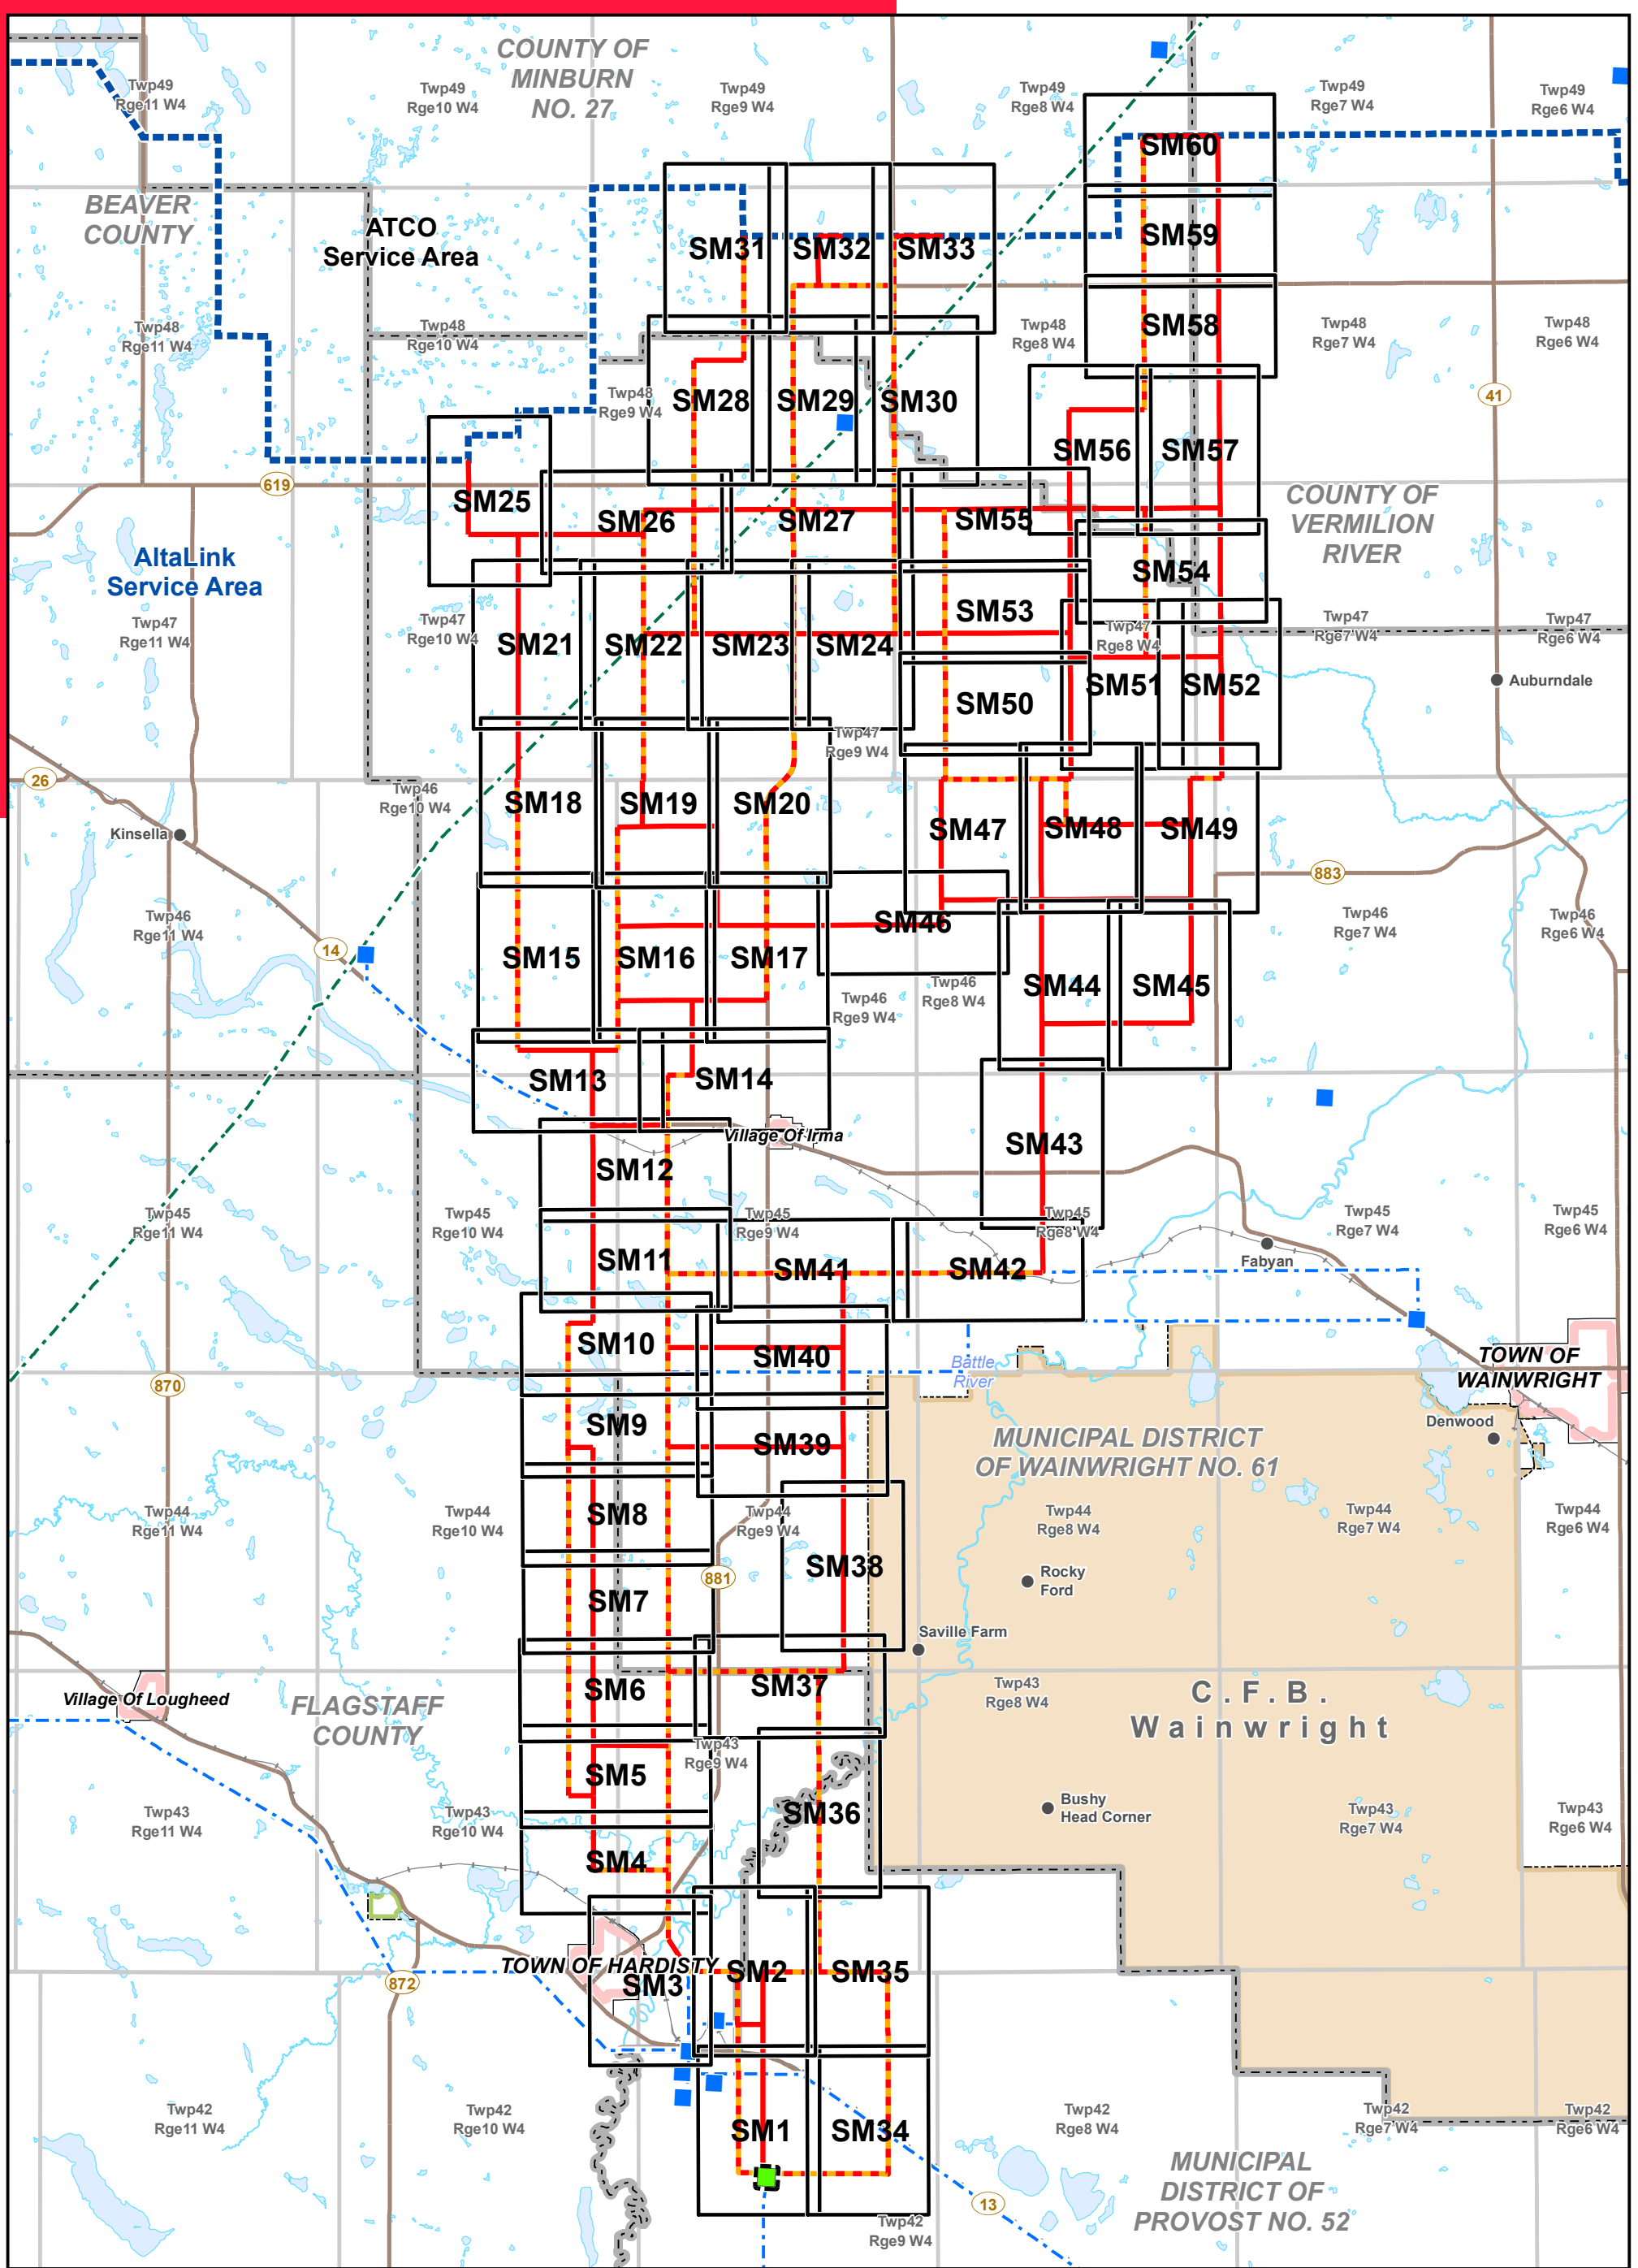 COUNTY OF
MINBURN
NO. 27
Twp49
Rge11 W4
Twp49
Rge10 W4
Twp49
Rge9 W4
Twp49
Rge8 W4
Twp49
Rge7 W4
Twp49
Rge6 W4
SM60
BEAVER
COUNTY
ATCO
Service Area
SM31
SM32
SM33
SM59
Twp48
Rge11 W4
Twp48
Rge10 W4
Twp48
Rge8 W4
SM58
Twp48
Rge7 W4
Twp48
Rge6 W4
Twp48
Rge9 W4
SM28
SM29
SM30
41
SM56
SM57
619
SM25
SM26
SM27
SM55
COUNTY OF
VERMILION
RIVER
AltaLink
Service Area
SM54
Twp47
Rge11 W4
Twp47
Rge10 W4
SM21
SM22
SM23
SM24
SM53
Twp47
Rge8 W4
Twp47
Rge7 W4
Twp47
Rge6 W4
SM50
SM51
SM52
Auburndale
Twp47
Rge9 W4
26
Twp46
Rge10 W4
SM18
SM19
SM20
Kinsella
SM47
SM48
SM49
883
Twp46
Rge11 W4
14
SM46
Twp46
Rge7 W4
Twp46
Rge6 W4
SM15
SM16
SM17
Twp46
Rge9 W4
Twp46
Rge8 W4
SM44
SM45
SM13
SM14
Village Of Irma
SM43
SM12
Twp45
Rge11 W4
Twp45
Rge10 W4
Twp45
Rge9 W4
Twp45
Rge8 W4
Twp45
Rge7 W4
Twp45
Rge6 W4
SM11
SM41
SM42
Fabyan
SM10
SM40
Battle
River
TOWN OF
WAINWRIGHT
870
SM9
SM39
Denwood
MUNICIPAL DISTRICT
OF WAINWRIGHT NO. 61
Twp44
Rge11 W4
Twp44
Rge10 W4
SM8
Twp44
Rge9 W4
Twp44
Rge8 W4
Twp44
Rge7 W4
Twp44
Rge6 W4
SM38
881
Rocky
Ford
SM7
Saville Farm
Village Of Lougheed
FLAGSTAFF
COUNTY
SM6
SM37
Twp43
Rge8 W4
C.F.B.
Wainwright
Twp43
Rge9 W4
SM5
SM36
Bushy
Head Corner
Twp43
Rge11 W4
Twp43
Rge10 W4
Twp43
Rge7 W4
Twp43
Rge6 W4
SM4
TOWN OF HARDISTY
872
SM3
SM2
SM35
Twp42
Rge11 W4
Twp42
Rge10 W4
SM1
SM34
Twp42
Rge8 W4
Twp42
Rge7 W4
Twp42
Rge6 W4
MUNICIPAL
DISTRICT OF
PROVOST NO. 52
13
Twp42
Rge9 W4